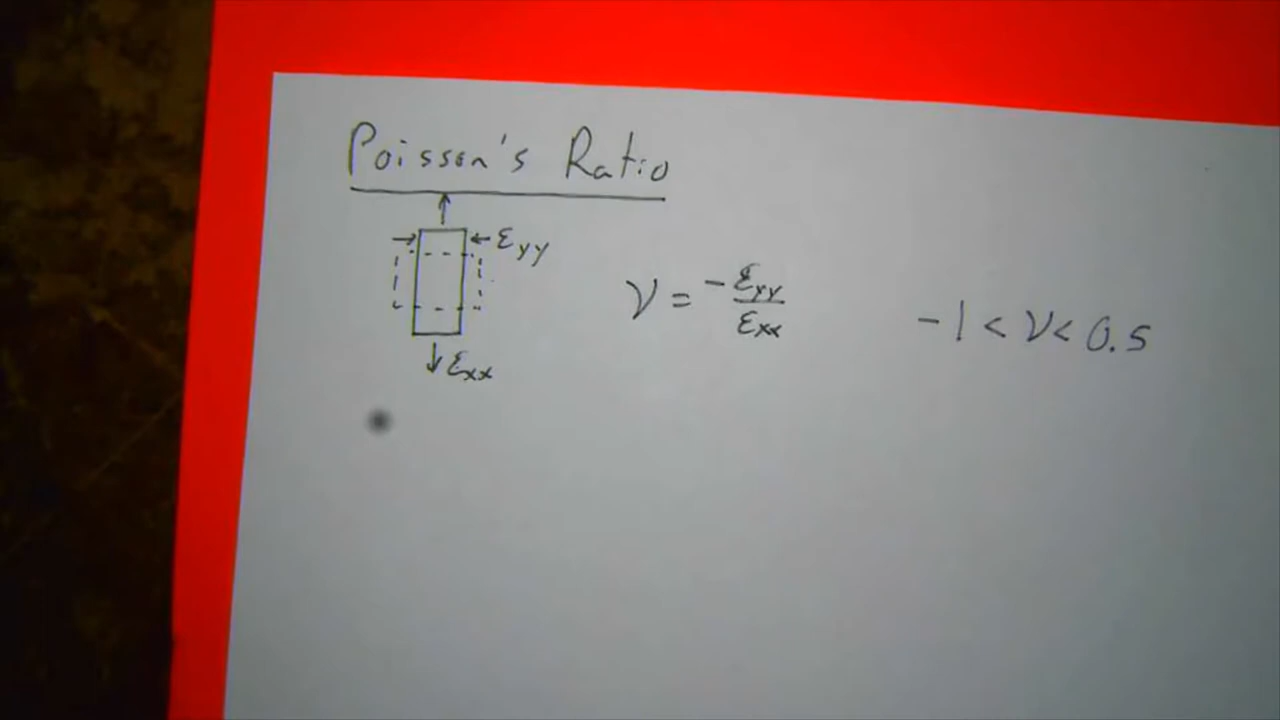 Poisson's Ratio
εyy
ν = -εyy/εxx
-1 < ν < 0.5
εxx